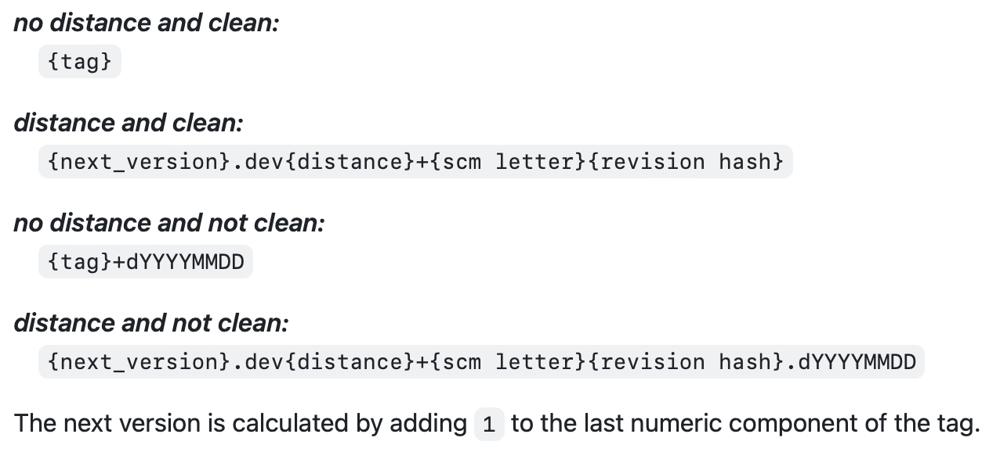 no distance and clean:
{tag}
distance and clean:
{next_version}.dev{distance}+{scm letter}{revision hash}
no distance and not clean:
{tag}+dYYYYMMDD
distance and not clean:
{next_version}.dev{distance}+{scm letter}{revision hash}.dYYYYMMDD
The next version is calculated by adding 1 to the last numeric component of the tag.